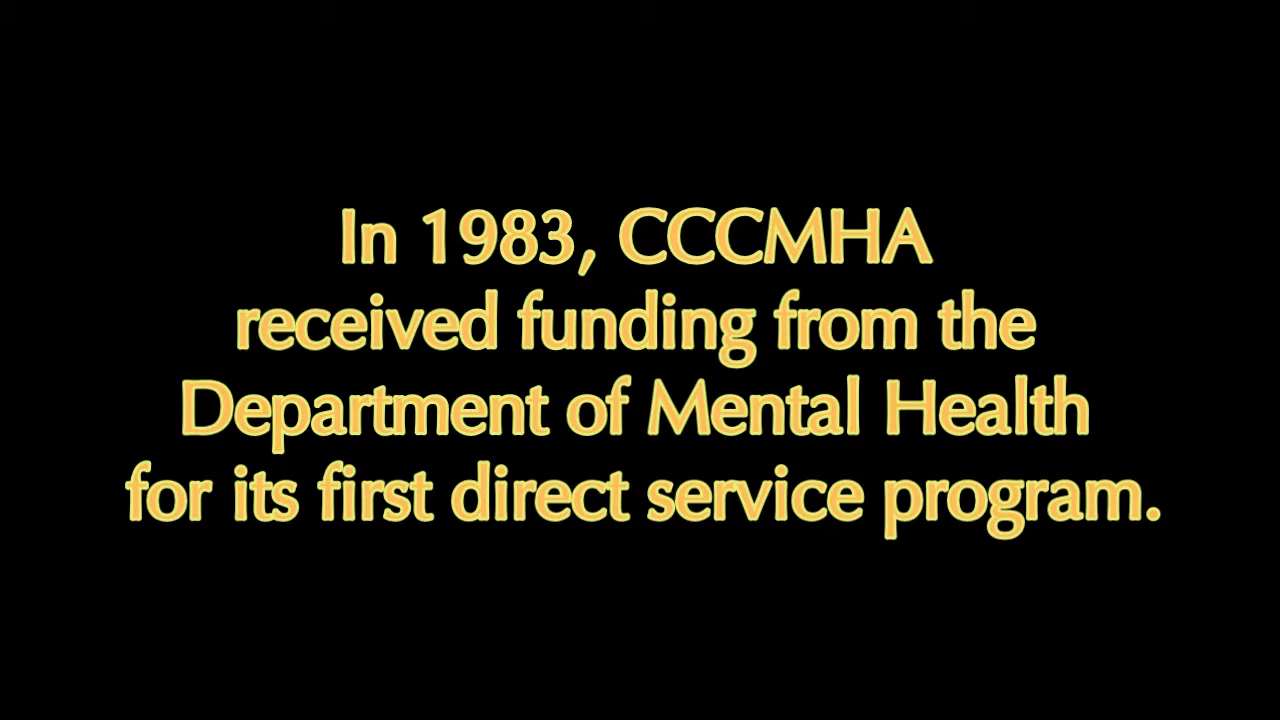 In 1983, CCCMHA
received funding from the
Department of Mental Health
for its first direct service program.